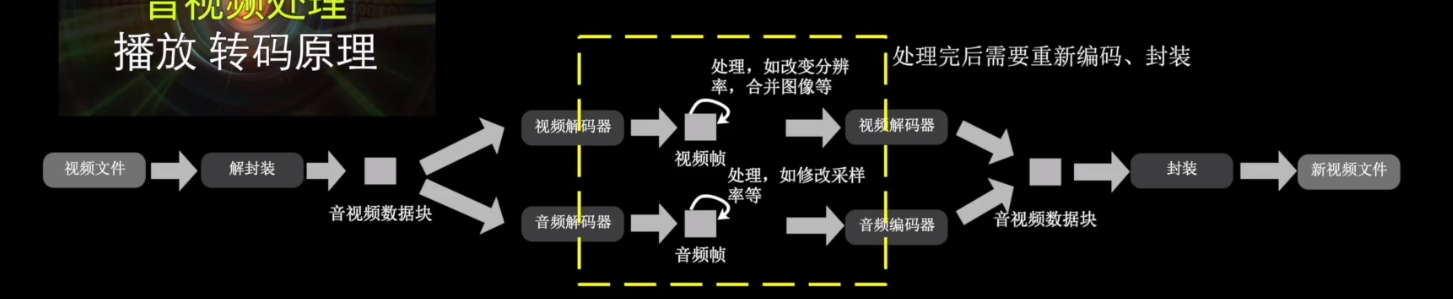 音视频处理
播放 转码原理
处理完后需要重新编码、封装
处理，如改变分辨
率，合并图像等
视频解码器
视频帧
视频解码器
视频文件
解封装
音视频数据块
处理，如修改采样
率等
音频解码器
音频帧
音频编码器
音视频数据块
封装
新视频文件